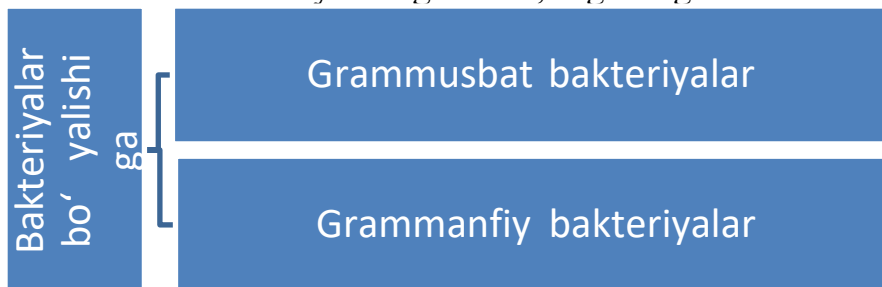 Bakteriyalar
bo‘ yalishi
ga
Grammusbat bakteriyalar
Grammanfiy bakteriyalar